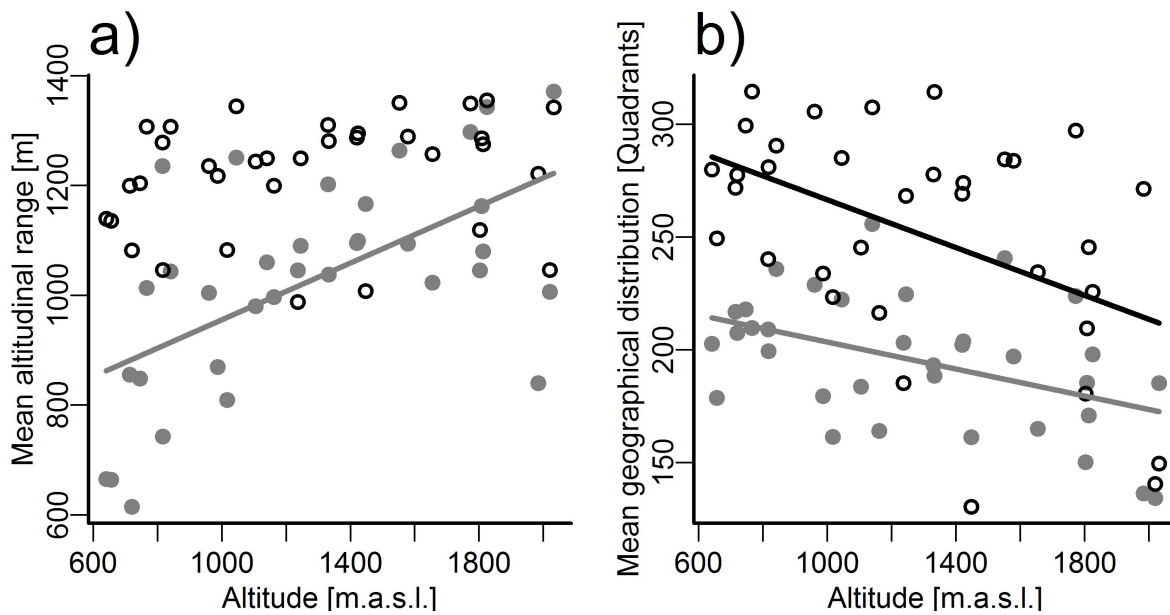 a)
Mean altitudinal range [m]
1400
1200
1000
800
600
600 1000 1400 1800
Altitude [m.a.s.l.]
b)
Mean geographical distribution [Quadrants]
300
250
200
150
600 1000 1400 1800
Altitude [m.a.s.l.]